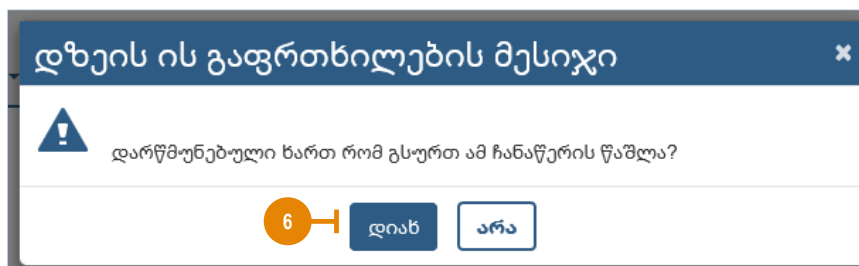 დზეის ის გაფრთხილების მესიჯი ×
დარწმუნებული ხართ რომ გსურთ ამ ჩანაწერის წაშლა?
6 დიახ არა